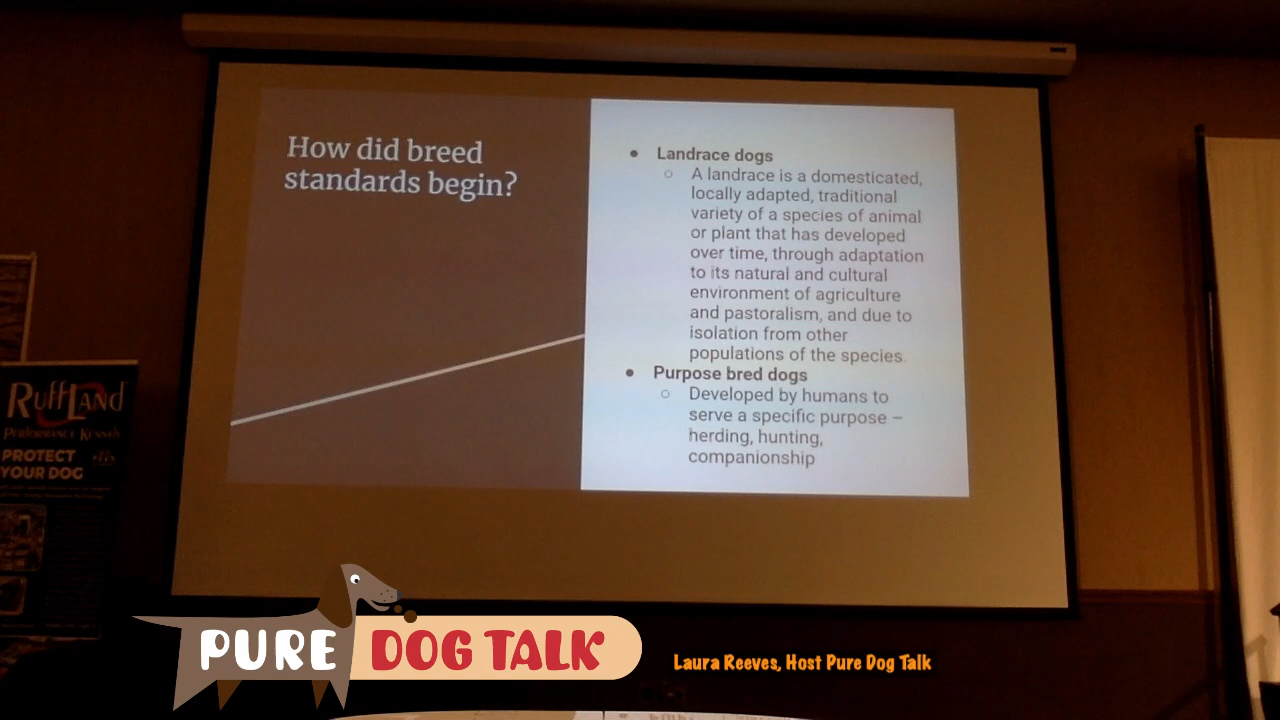 How did breed
standards begin?
● Landrace dogs
○ A landrace is a domesticated,
locally adapted, traditional
variety of a species of animal
or plant that has developed
over time, through adaptation
to its natural and cultural
environment of agriculture
and pastoralism, and due to
isolation from other
populations of the species.
● Purpose bred dogs
○ Developed by humans to
serve a specific purpose –
herding, hunting,
companionship
RUFFLAND
PERFORMANCE KENNELS
PROTECT
YOUR DOG
PURE DOG TALK
Laura Reeves, Host Pure Dog Talk